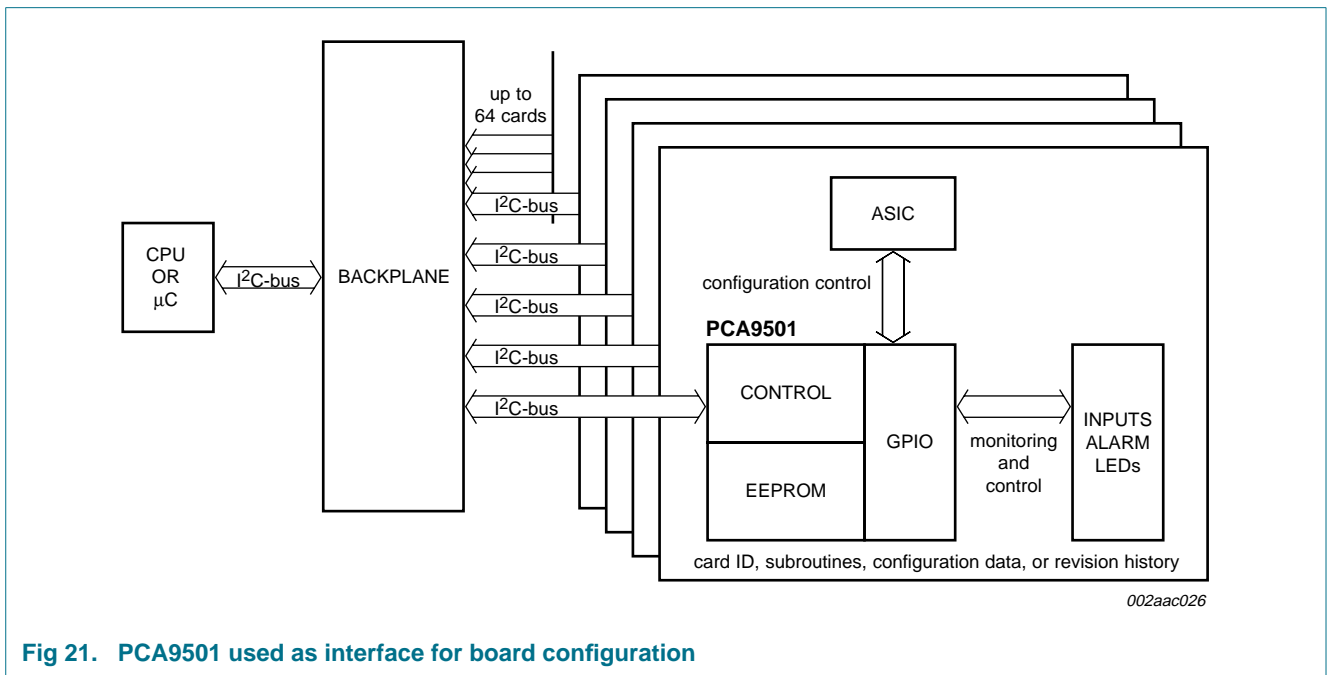 up to
64 cards
I²C-bus
ASIC
CPU
OR
μC
I²C-bus
BACKPLANE
I²C-bus
configuration control
I²C-bus
PCA9501
I²C-bus
CONTROL
I²C-bus
GPIO
monitoring
and
control
INPUTS
ALARM
LEDs
EEPROM
card ID, subroutines, configuration data, or revision history
002aac026
Fig 21. PCA9501 used as interface for board configuration